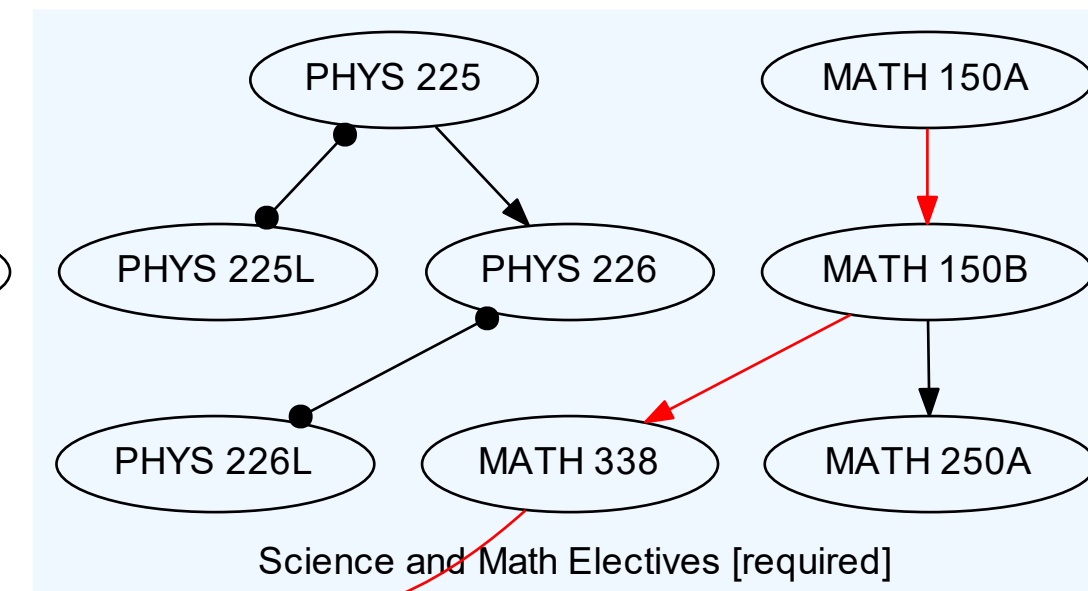 PHYS 225
MATH 150A
PHYS 225L
PHYS 226
MATH 150B
PHYS 226L
MATH 338
MATH 250A
Science and Math Electives [required]